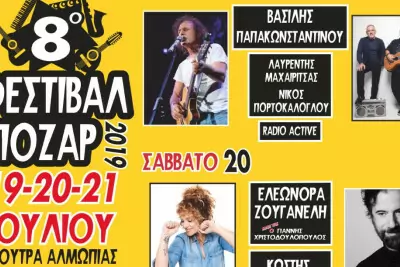 8ο
ΦΕΣΤΙΒΑΛ
ΠΟΖΑΡ
2019
19-20-21
ΙΟΥΛΙΟΥ
ΛΟΥΤΡΑ ΑΛΜΩΠΙΑΣ
ΒΑΣΙΛΗΣ
ΠΑΠΑΚΩΝΣΤΑΝΤΙΝΟΥ
ΛΑΥΡΕΝΤΗΣ
ΜΑΧΑΙΡΙΤΣΑΣ
ΝΙΚΟΣ
ΠΟΡΤΟΚΑΛΟΓΛΟΥ
RADIO ACTIVE
ΣΑΒΒΑΤΟ 20
ΕΛΕΩΝΟΡΑ
ΖΟΥΓΑΝΕΛΗ
Ο ΓΙΑΝΝΗΣ
ΧΡΙΣΤΟΔΟΥΛΟΠΟΥΛΟΣ
ΚΩΣΤΗΣ